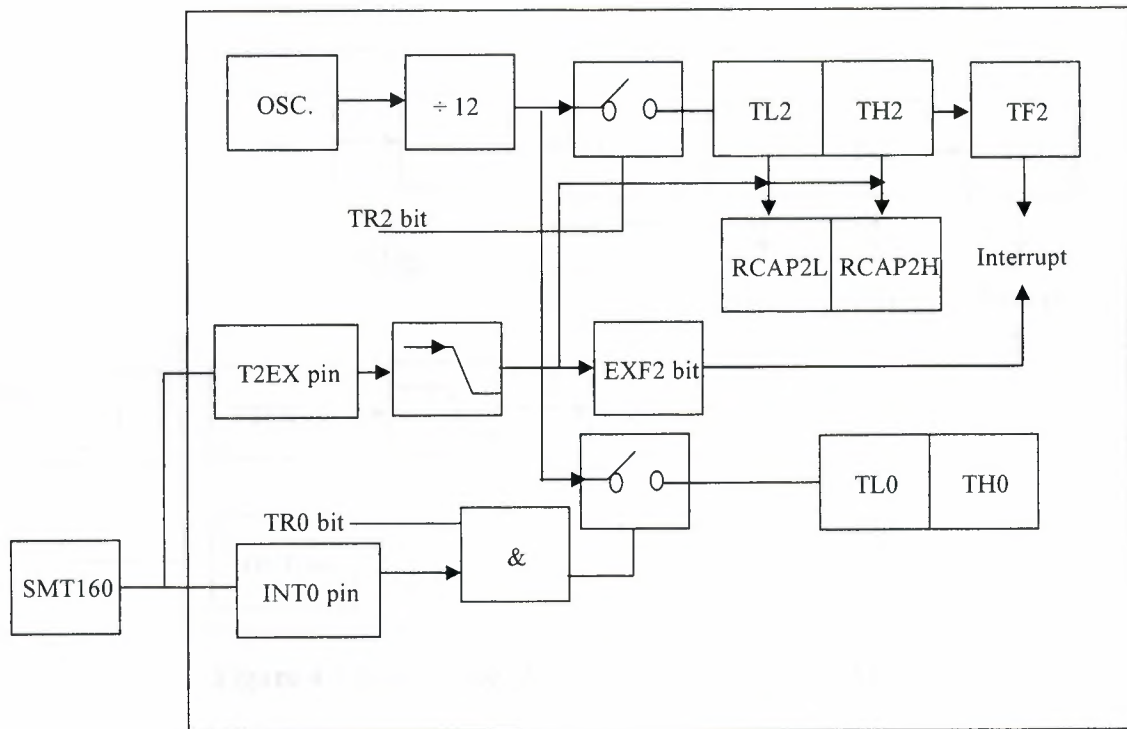 OSC.
÷ 12
TL2
TH2
TF2
TR2 bit
RCAP2L
RCAP2H
Interrupt
T2EX pin
EXF2 bit
TL0
TH0
TR0 bit
&
SMT160
INT0 pin